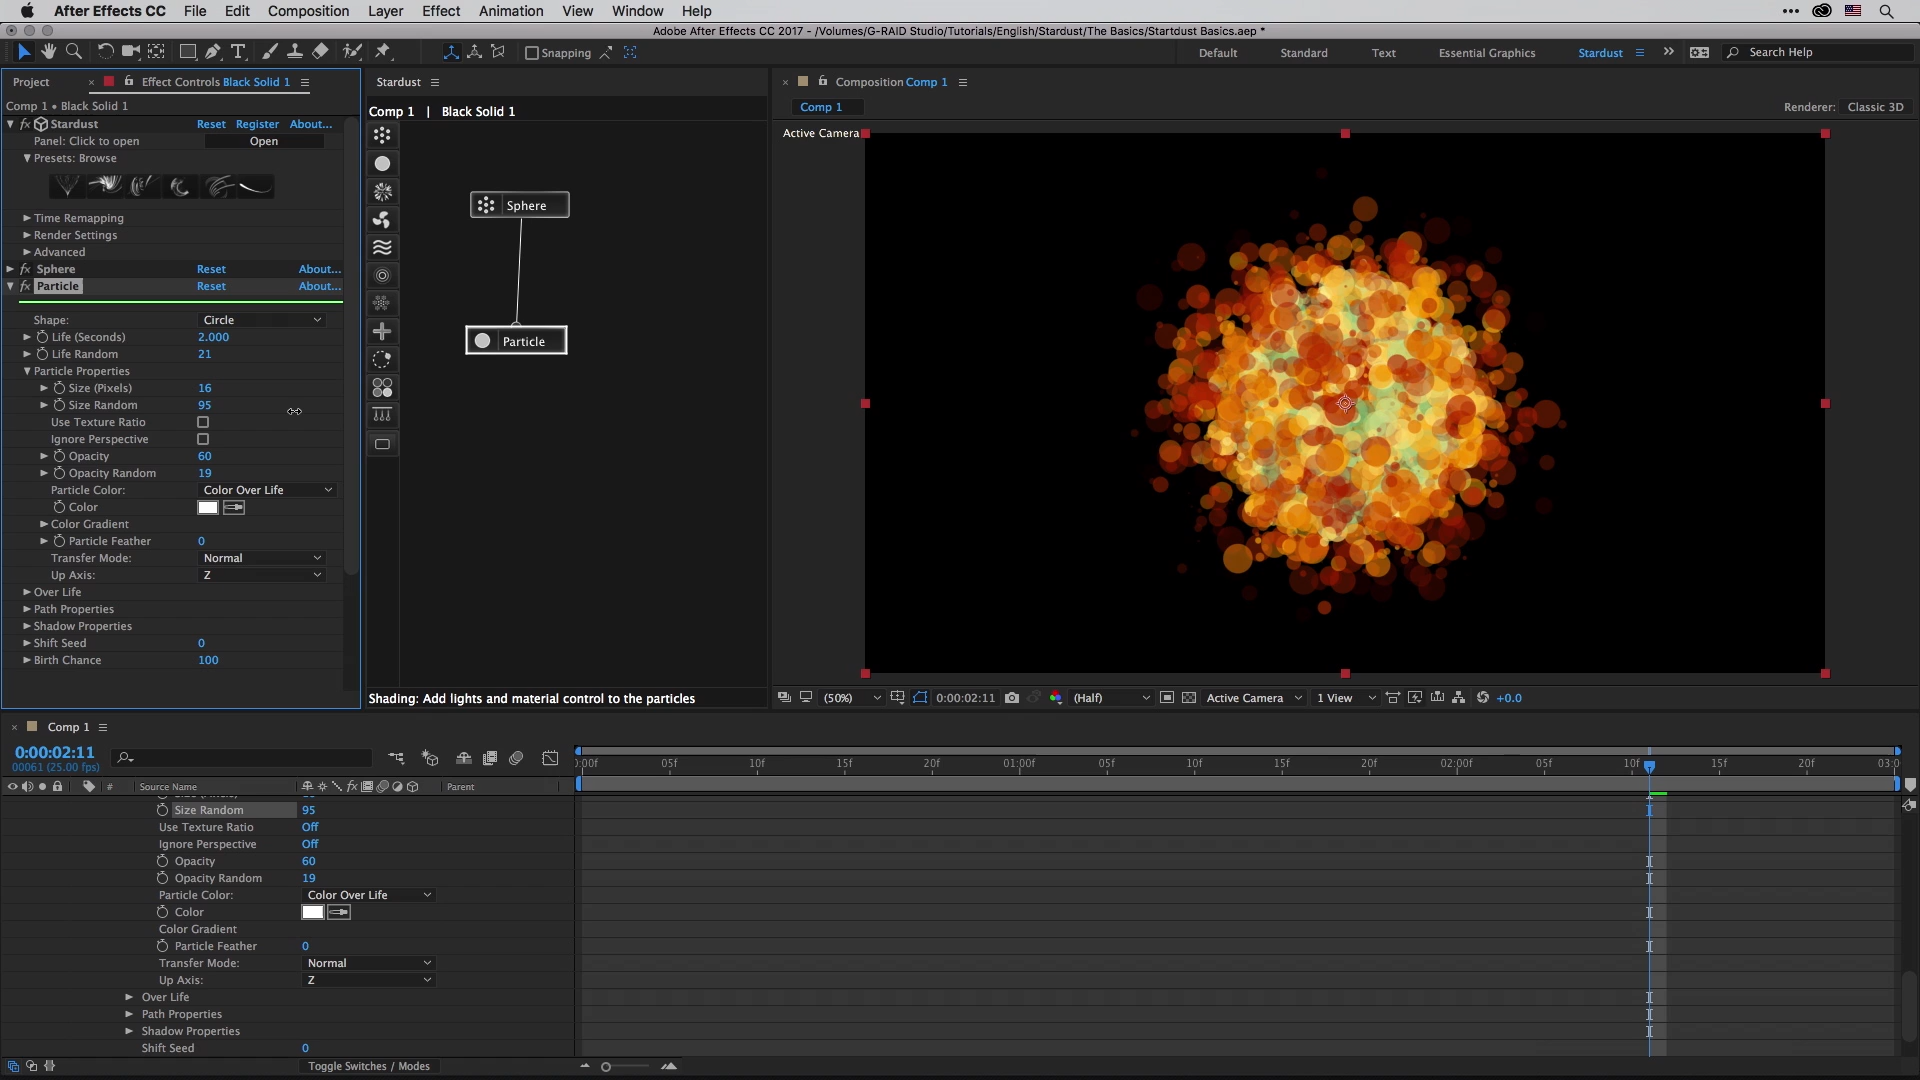 After Effects CC File Edit Composition Layer Effect Animation View Window Help
Adobe After Effects CC 2017 - /Volumes/G-RAID Studio/Tutorials/English/Stardust/The Basics/Startdust Basics.aep *
Snapping
Default Standard Text Essential Graphics Stardust >> Search Help
Project
Effect Controls Black Solid 1
Comp 1 • Black Solid 1
fx Stardust Reset Register About...
Panel: Click to open Open
Presets: Browse
Time Remapping
Render Settings
Advanced
fx Sphere Reset About...
fx Particle Reset About...
Shape: Circle
Life (Seconds) 2.000
Life Random 21
Particle Properties
Size (Pixels) 16
Size Random 95
Use Texture Ratio
Ignore Perspective
Opacity 60
Opacity Random 19
Particle Color: Color Over Life
Color
Color Gradient
Particle Feather 0
Transfer Mode: Normal
Up Axis: Z
Over Life
Path Properties
Shadow Properties
Shift Seed 0
Birth Chance 100
Stardust
Comp 1 | Black Solid 1
Sphere
Particle
Shading: Add lights and material control to the particles
Composition Comp 1
Comp 1
Renderer: Classic 3D
Active Camera
(50%) 0:00:02:11 (Half) Active Camera 1 View +0.0
Comp 1
0:00:02:11
00061 (25.00 fps)
):00f 05f 10f 15f 20f 01:00f 05f 10f 15f 20f 02:00f 05f 10f 15f 20f 03:0
# Source Name fx Parent
Size Random 95
Use Texture Ratio Off
Ignore Perspective Off
Opacity 60
Opacity Random 19
Particle Color: Color Over Life
Color
Color Gradient
Particle Feather 0
Transfer Mode: Normal
Up Axis: Z
Over Life
Path Properties
Shadow Properties
Shift Seed 0
Toggle Switches / Modes